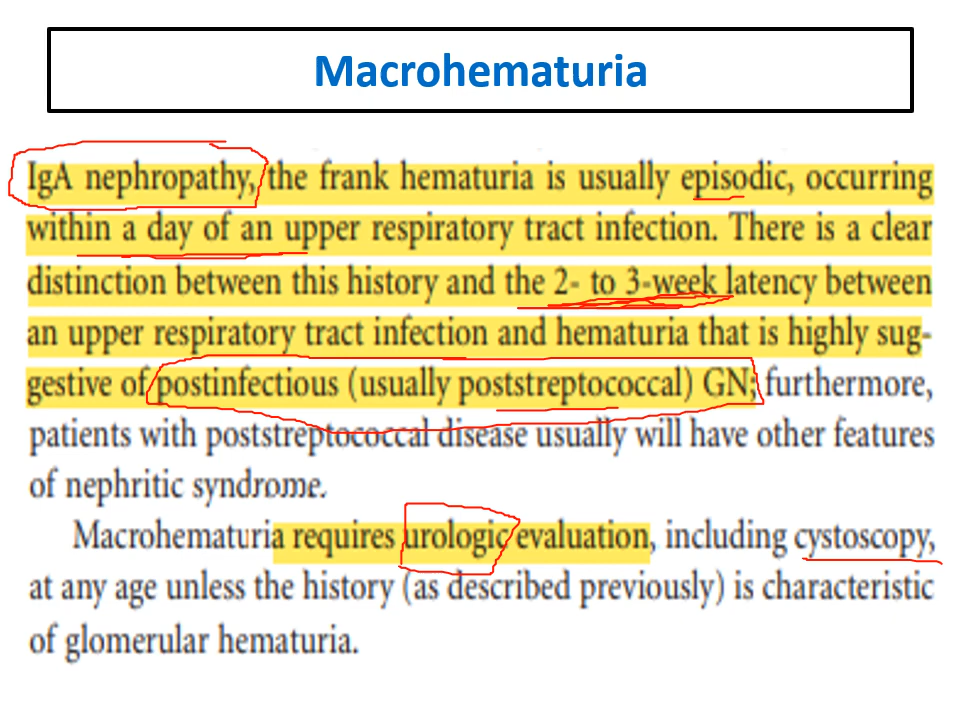 Macrohematuria
IgA nephropathy, the frank hematuria is usually episodic, occurring
within a day of an upper respiratory tract infection. There is a clear
distinction between this history and the 2- to 3-week latency between
an upper respiratory tract infection and hematuria that is highly sug-
gestive of postinfectious (usually poststreptococcal) GN; furthermore,
patients with poststreptococcal disease usually will have other features
of nephritic syndrome.
Macrohematuria requires urologic evaluation, including cystoscopy,
at any age unless the history (as described previously) is characteristic
of glomerular hematuria.